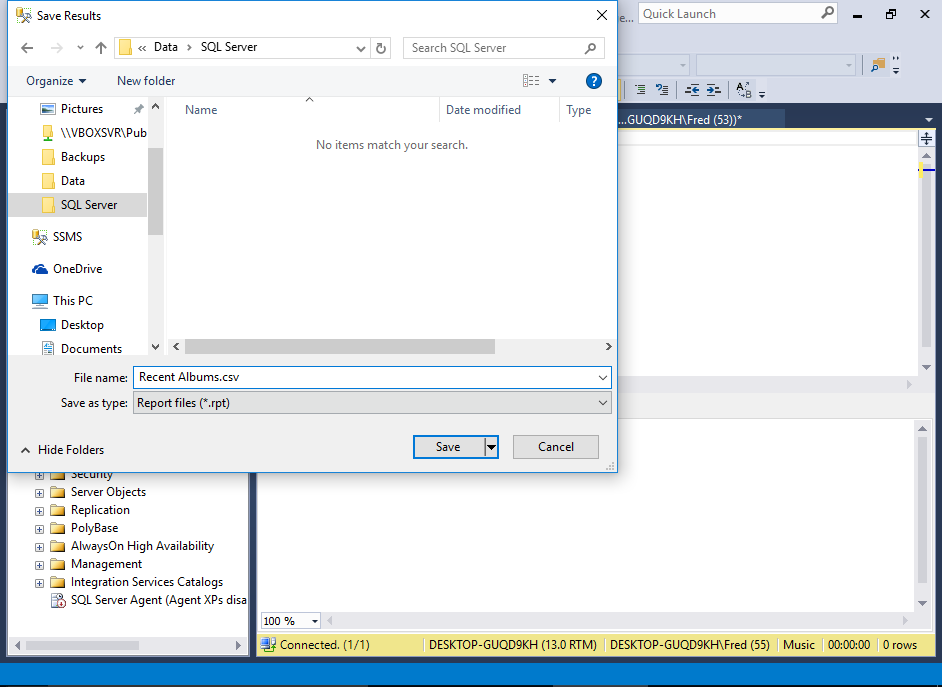 Save Results
e...
Quick Launch
« Data > SQL Server
Search SQL Server
Organize
New folder
?
Pictures
\\VBOXSVR\Pub
Backups
Data
SQL Server
SSMS
OneDrive
This PC
Desktop
Documents
Name
Date modified
Type
No items match your search.
...GUQD9KH\Fred (53))*
File name:
Recent Albums.csv
Save as type:
Report files (*.rpt)
Hide Folders
Save
Cancel
Security
Server Objects
Replication
PolyBase
AlwaysOn High Availability
Management
Integration Services Catalogs
SQL Server Agent (Agent XPs disa
100 %
Connected. (1/1)
DESKTOP-GUQD9KH (13.0 RTM)
DESKTOP-GUQD9KH\Fred (55)
Music
00:00:00
0 rows